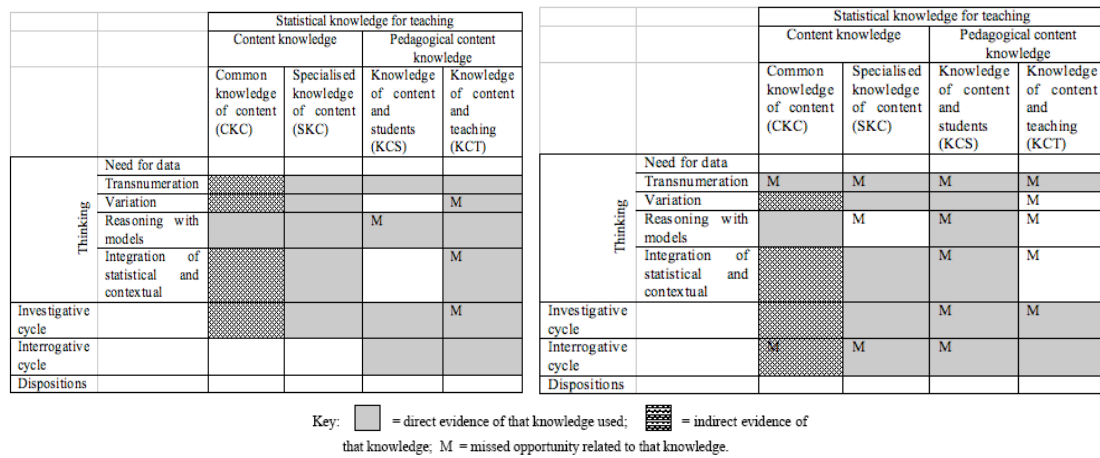 Statistical knowledge for teaching
Content knowledge
Pedagogical content
knowledge
Common
knowledge
of content
(CKC)
Specialised
knowledge
of content
(SKC)
Knowledge
of content
and
students
(KCS)
Knowledge
of content
and
teaching
(KCT)
Thinking
Need for data
Transnumeration
Variation
M
Reasoning with
models
M
Integration of
statistical and
contextual
M
Investigative
cycle
M
Interrogative
cycle
Dispositions
Statistical knowledge for teaching
Content knowledge
Pedagogical content
knowledge
Common
knowledge
of content
(CKC)
Specialised
knowledge
of content
(SKC)
Knowledge
of content
and
students
(KCS)
Knowledge
of content
and
teaching
(KCT)
Thinking
Need for data
Transnumeration
M M M M
Variation
M
Reasoning with
models
M M M
Integration of
statistical and
contextual
M M
Investigative
cycle
M M
Interrogative
cycle
M M M
Dispositions
Key: = direct evidence of that knowledge used; = indirect evidence of
that knowledge; M = missed opportunity related to that knowledge.